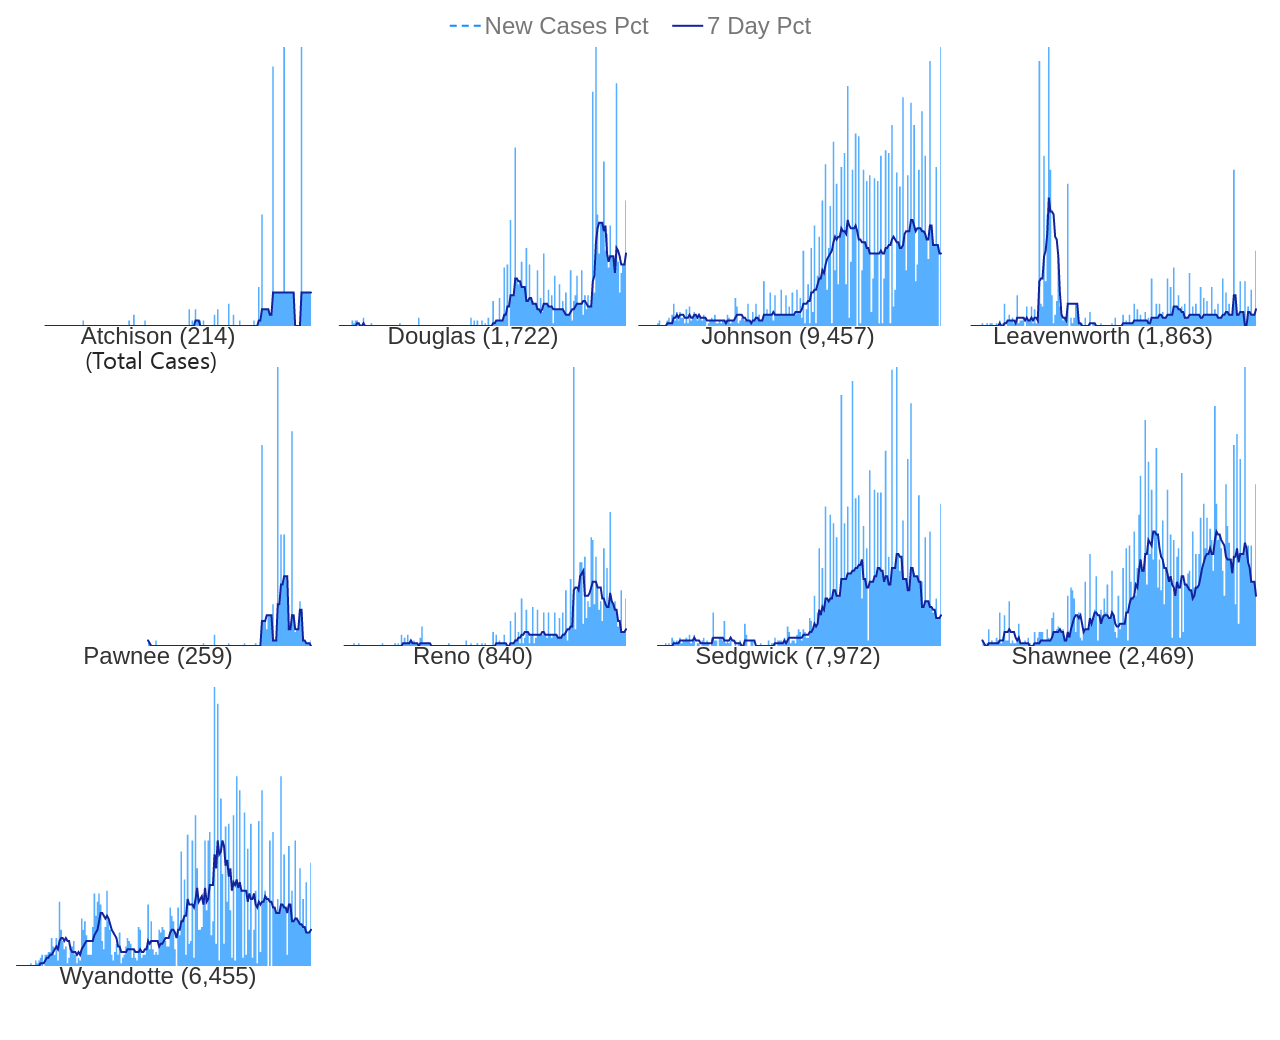 New Cases Pct 7 Day Pct
Atchison (214) Douglas (1,722) Johnson (9,457) Leavenworth (1,863)
(Total Cases)
Pawnee (259) Reno (840) Sedgwick (7,972) Shawnee (2,469)
Wyandotte (6,455)